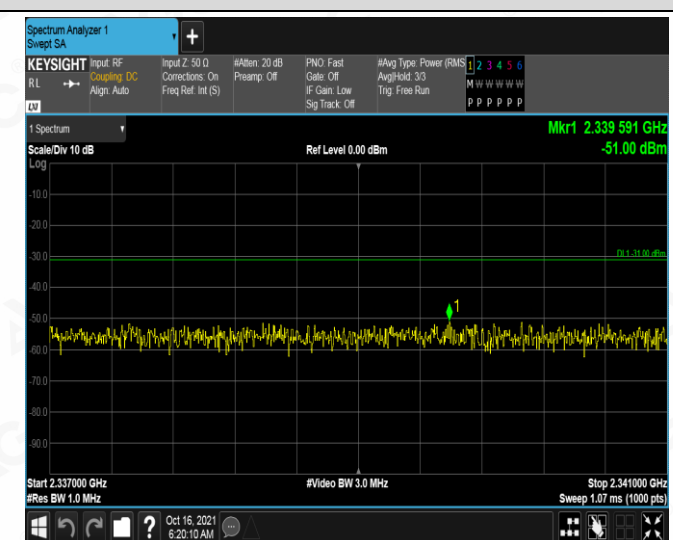 Spectrum Analyzer 1
Swept SA
+
KEYSIGHT
RL
LXI
Input: RF
Coupling: DC
Align: Auto
Input Z: 50 Ω
Corrections: On
Freq Ref: Int (S)
#Atten: 20 dB
Preamp: Off
PNO: Fast
Gate: Off
IF Gain: Low
Sig Track: Off
#Avg Type: Power (RMS
Avg|Hold: 3/3
Trig: Free Run
1 2 3 4 5 6
M W W W W W
P P P P P P
1 Spectrum
Mkr1 2.339 591 GHz
Scale/Div 10 dB
Ref Level 0.00 dBm
-51.00 dBm
Log
-10.0
-20.0
DL1 -31.00 dBm
-30.0
-40.0
1
-50.0
-60.0
-70.0
-80.0
-90.0
Start 2.337000 GHz
#Video BW 3.0 MHz
Stop 2.341000 GHz
#Res BW 1.0 MHz
Sweep 1.07 ms (1000 pts)
?
Oct 16, 2021
6:20:10 AM